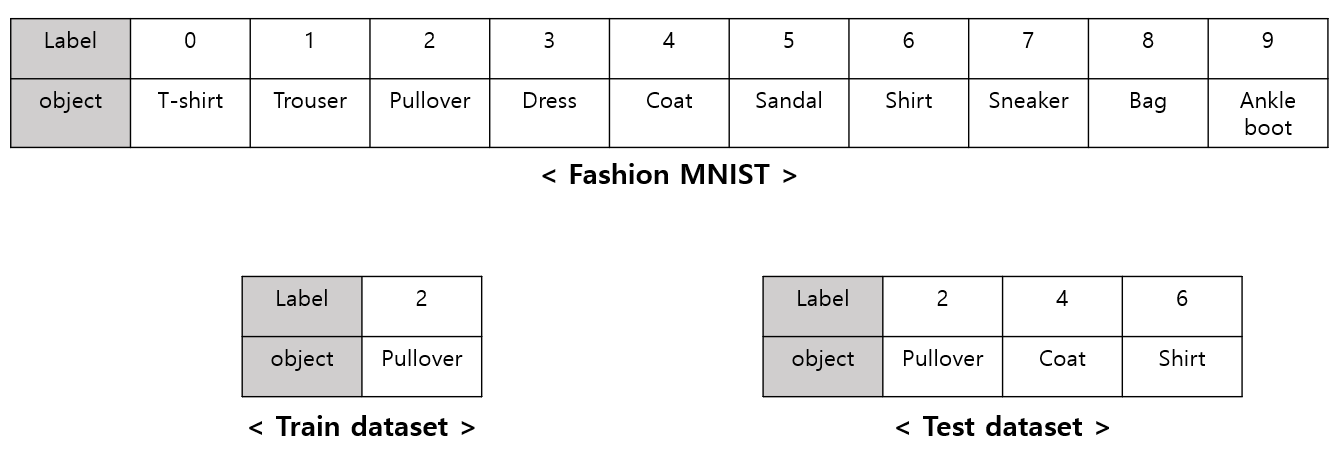 Label 0 1 2 3 4 5 6 7 8 9
object T-shirt Trouser Pullover Dress Coat Sandal Shirt Sneaker Bag Ankle
boot
< Fashion MNIST >
Label 2
object Pullover
< Train dataset >
Label 2 4 6
object Pullover Coat Shirt
< Test dataset >